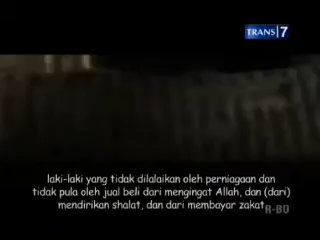 TRANS 7
laki-laki yang tidak dilalaikan oleh perniagaan dan
tidak pula oleh jual beli dari mengingat Allah, dan (dari)
mendirikan shalat, dan dari membayar zakat
R-BO